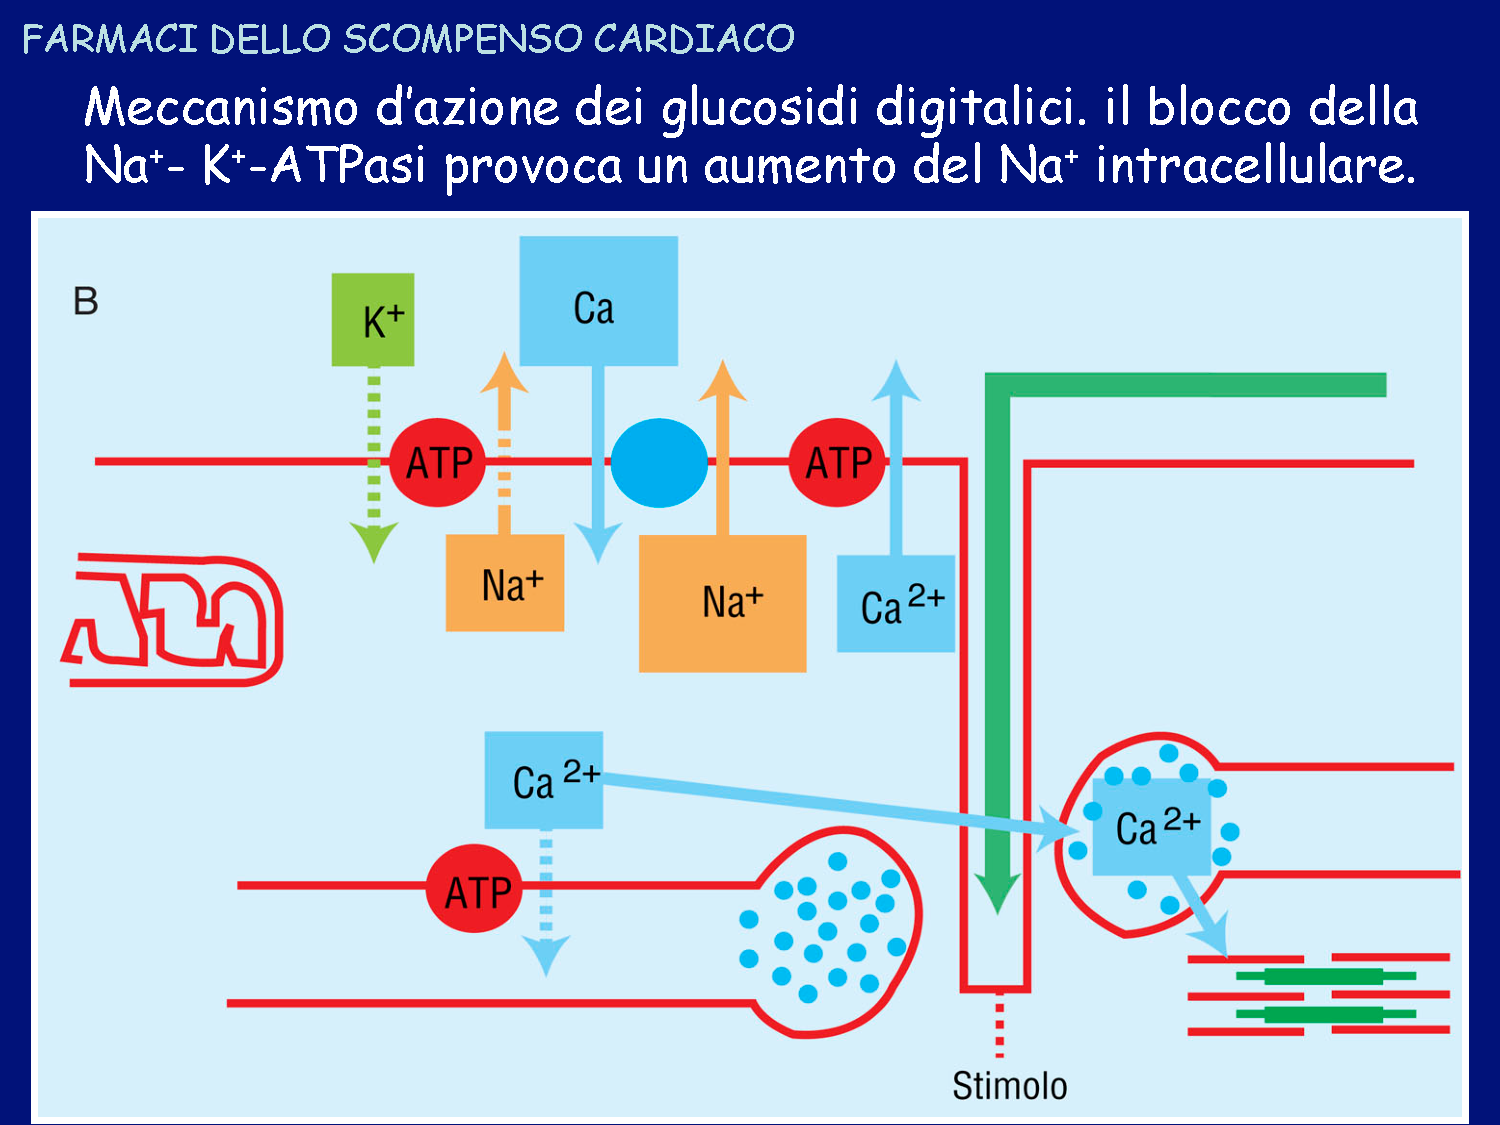 FARMACI DELLO SCOMPENSO CARDIACO
Meccanismo d'azione dei glucosidi digitalici. il blocco della
Na⁺- K⁺-ATPasi provoca un aumento del Na⁺ intracellulare.
B
K⁺
Ca
ATP
ATP
Na⁺
Na⁺
Ca²⁺
Ca²⁺
Ca²⁺
ATP
Stimolo